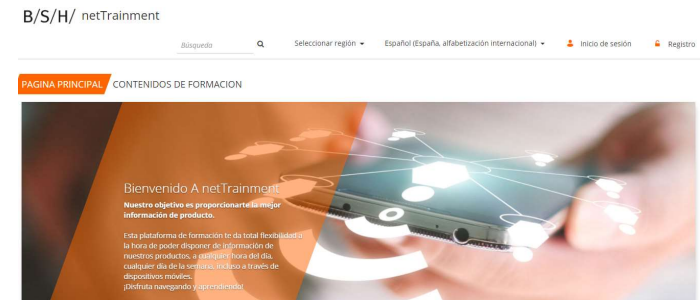 B/S/H/ netTrainment
Búsqueda Seleccionar región Español (España, alfabetización internacional) Inicio de sesión Registro
PAGINA PRINCIPAL CONTENIDOS DE FORMACION
Bienvenido A netTrainment
Nuestro objetivo es proporcionarte la mejor
información de producto.
Esta plataforma de formación te da total flexibilidad a
la hora de poder disponer de información de
nuestros productos, a cualquier hora del día,
cualquier día de la semana, incluso a través de
dispositivos móviles.
¡Disfruta navegando y aprendiendo!